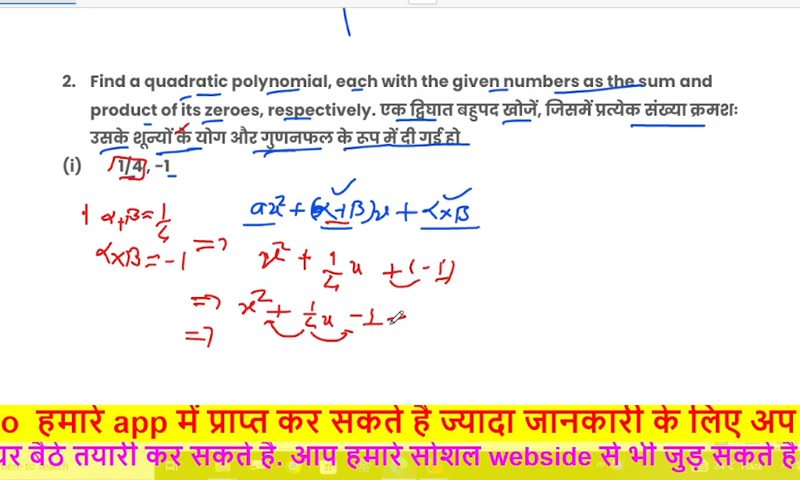 2. Find a quadratic polynomial, each with the given numbers as the sum and
product of its zeroes, respectively. एक द्विघात बहुपद खोजें, जिसमें प्रत्येक संख्या क्रमशः
उसके शून्यों के योग और गुणनफल के रूप में दी गई हो
(i) 1/4, -1
ax² + (α+β)x + α×β
α+β = 1/4
α×β = -1 ⇒ x² + 1/4 x + (-1)
⇒ x² + 1/4 x - 1
⇒
o हमारे app में प्राप्त कर सकते है ज्यादा जानकारी के लिए अप
पर बैठे तयारी कर सकते है. आप हमारे सोशल webside से भी जुड़ सकते है